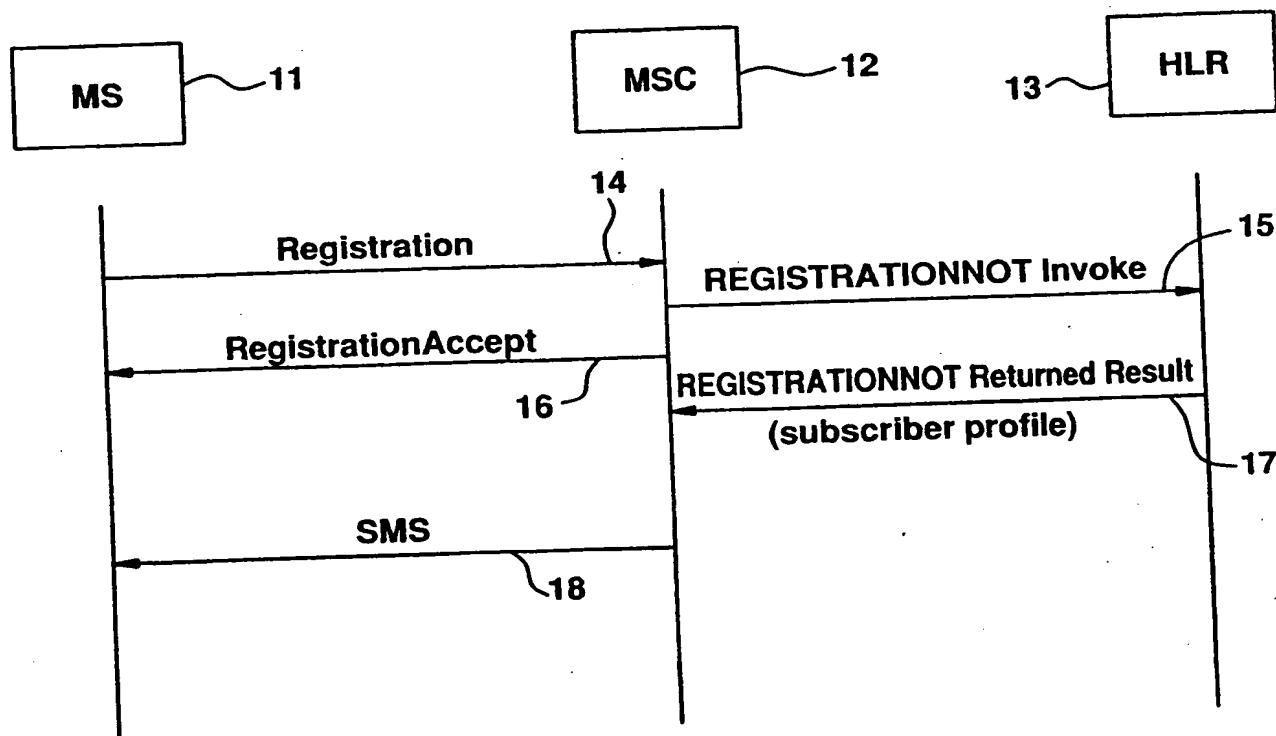 MS
11
MSC
12
13
HLR
14
Registration
15
REGISTRATIONNOT Invoke
RegistrationAccept
16
REGISTRATIONNOT Returned Result
(subscriber profile)
17
SMS
18